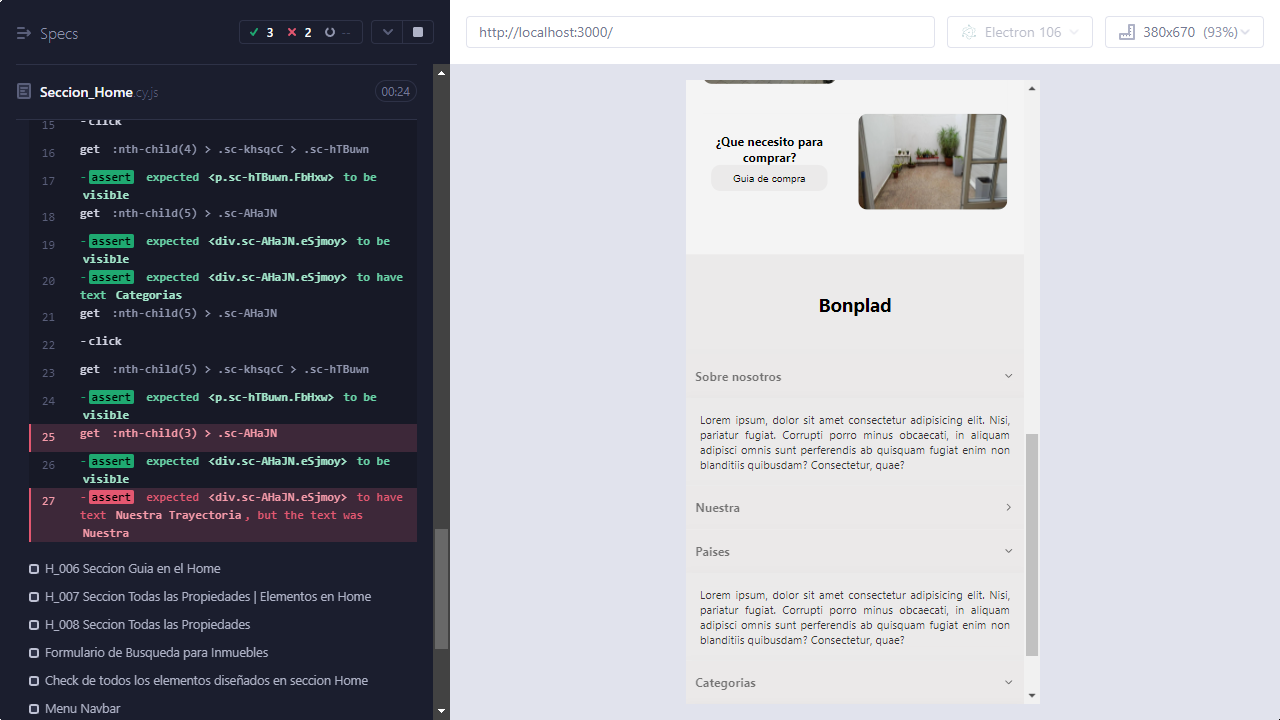 Specs
3
2
--
http://localhost:3000/
Electron 106
380x670 (93%)
Seccion_Home.cy.js
00:24
15 -click
16 get :nth-child(4) > .sc-khsqcC > .sc-hTBuwn
17 -assert expected <p.sc-hTBuwn.FbHxw> to be
visible
18 get :nth-child(5) > .sc-AHaJN
19 -assert expected <div.sc-AHaJN.eSjmoy> to be
visible
20 -assert expected <div.sc-AHaJN.eSjmoy> to have
text Categorias
21 get :nth-child(5) > .sc-AHaJN
22 -click
23 get :nth-child(5) > .sc-khsqcC > .sc-hTBuwn
24 -assert expected <p.sc-hTBuwn.FbHxw> to be
visible
25 get :nth-child(3) > .sc-AHaJN
26 -assert expected <div.sc-AHaJN.eSjmoy> to be
visible
27 -assert expected <div.sc-AHaJN.eSjmoy> to have
text Nuestra Trayectoria, but the text was
Nuestra
H_006 Seccion Guia en el Home
H_007 Seccion Todas las Propiedades | Elementos en Home
H_008 Seccion Todas las Propiedades
Formulario de Busqueda para Inmuebles
Check de todos los elementos diseñados en seccion Home
Menu Navbar
¿Que necesito para
comprar?
Guia de compra
Bonplad
Sobre nosotros
Lorem ipsum, dolor sit amet consectetur adipisicing elit. Nisi,
pariatur fugiat. Corrupti porro minus obcaecati, in aliquam
adipisci omnis sunt perferendis ab quisquam fugiat enim non
blanditiis quibusdam? Consectetur, quae?
Nuestra
Paises
Lorem ipsum, dolor sit amet consectetur adipisicing elit. Nisi,
pariatur fugiat. Corrupti porro minus obcaecati, in aliquam
adipisci omnis sunt perferendis ab quisquam fugiat enim non
blanditiis quibusdam? Consectetur, quae?
Categorias